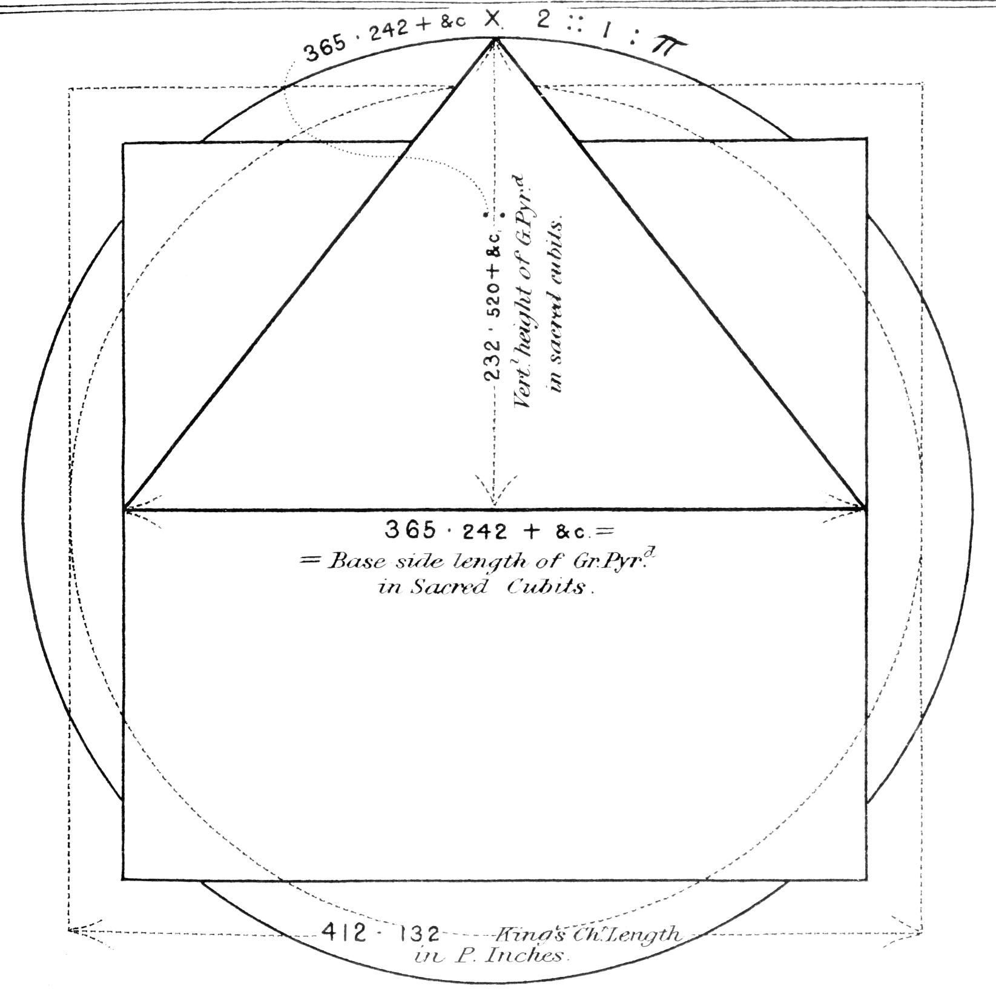 365·242 + &c X. 2 :: 1 : π
232·520 + &c.
Vert.l height of G.Pyr.d
in sacred cubits.
365·242 + &c. =
= Base side length of Gr. Pyr.d
in Sacred Cubits.
412·132 King's Ch.r Length
in P. Inches.